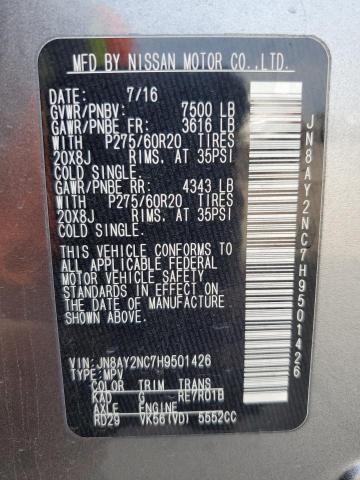 MFD BY NISSAN MOTOR CO.,LTD.
DATE: 7/16
GVWR/PNBV: 7500 LB
GAWR/PNBE FR: 3616 LB
WITH P275/60R20 TIRES
20X8J RIMS. AT 35PSI
COLD SINGLE.
GAWR/PNBE RR: 4343 LB
WITH P275/60R20 TIRES
20X8J RIMS. AT 35PSI
COLD SINGLE.
THIS VEHICLE CONFORMS TO
ALL APPLICABLE FEDERAL
MOTOR VEHICLE SAFETY
STANDARDS IN EFFECT ON
THE DATE OF MANUFACTURE
SHOWN ABOVE.
VIN:JN8AY2NC7H9501426
TYPE:MPV
CLR TRIM TRANS
KAD G RE7R01B
AXLE ENGINE
RD29 VK56(VD) 5552CC
JN8AY2NC7H9501426